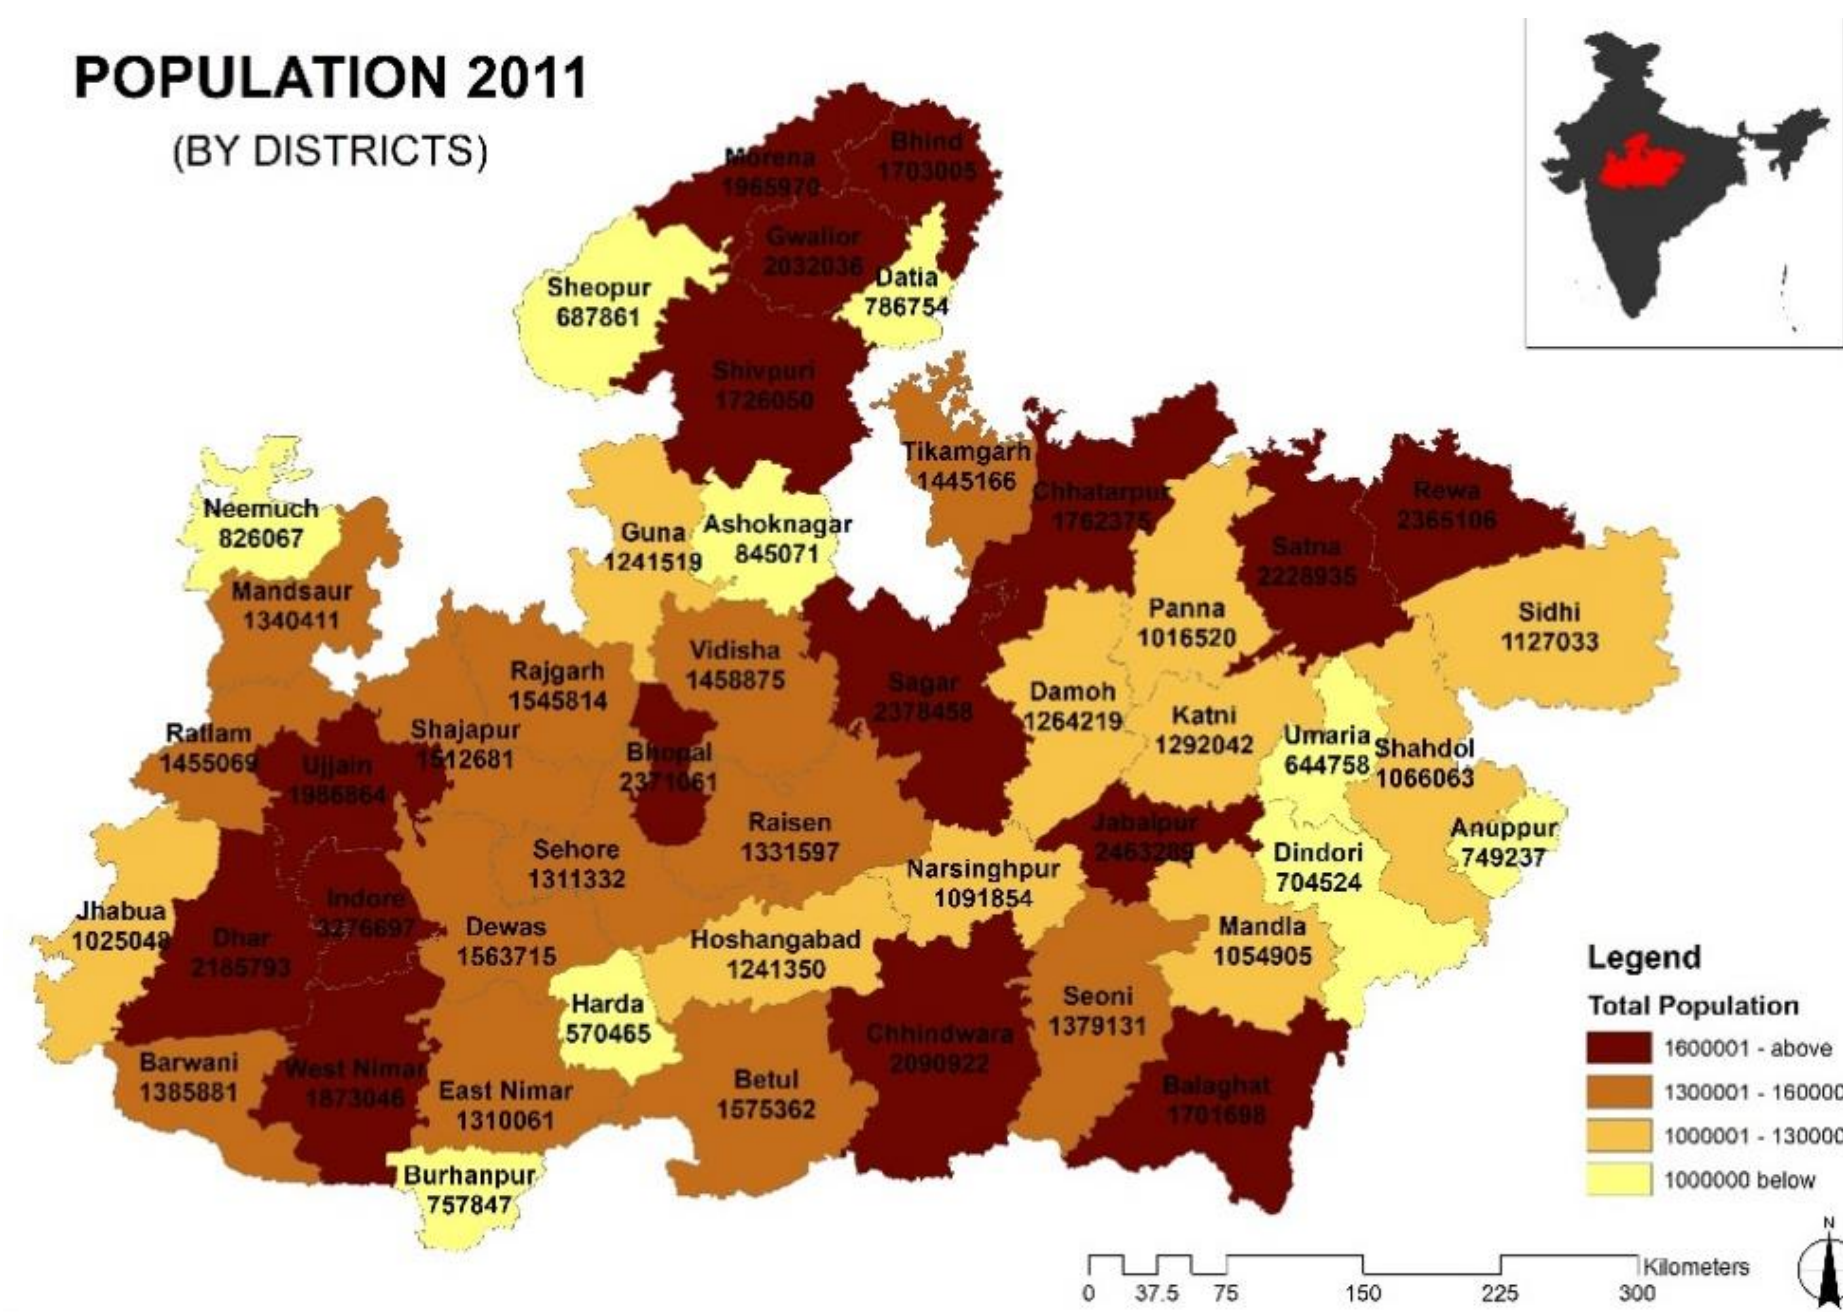 POPULATION 2011
(BY DISTRICTS)
Morena
1965970
Bhind
1703005
Gwalior
2032036
Datia
786754
Sheopur
687861
Shivpuri
1726050
Tikamgarh
1445166
Chhatarpur
1762375
Rewa
2365106
Neemuch
826067
Guna
1241519
Ashoknagar
845071
Satna
2228935
Mandsaur
1340411
Panna
1016520
Sidhi
1127033
Rajgarh
1545814
Vidisha
1458875
Sagar
2378458
Damoh
1264219
Katni
1292042
Ratlam
1455069
Ujjain
1986864
Shajapur
1512681
Bhopal
2371061
Umaria
644758
Shahdol
1066063
Raisen
1331597
Jabalpur
2463289
Anuppur
749237
Sehore
1311332
Narsinghpur
1091854
Dindori
704524
Jhabua
1025048
Dhar
2185793
Indore
3276697
Dewas
1563715
Hoshangabad
1241350
Mandla
1054905
Harda
570465
Seoni
1379131
Chhindwara
2090922
Barwani
1385881
West Nimar
1873046
East Nimar
1310061
Betul
1575362
Balaghat
1701698
Burhanpur
757847
Legend
Total Population
1600001 - above
1300001 - 160000
1000001 - 130000
1000000 below
N
Kilometers
0 37.5 75 150 225 300